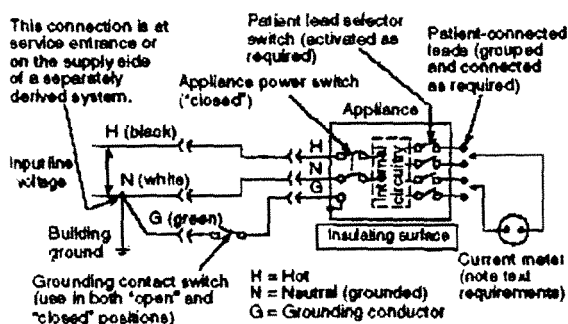 This connection is at
service entrance or
on the supply side
of a separately
derived system.
Patient lead selector
switch (activated as
required)
Patient-connected
leads (grouped
and connected
as required)
Appliance power switch
("closed")
Appliance
H (black)
H
Input line
voltage
N (white)
N
G
G (green)
Internal
circuitry
Building
ground
Insulating surface
Grounding contact switch
(use in both "open" and
"closed" positions)
H = Hot
N = Neutral (grounded)
G = Grounding conductor
Current meter
(note text
requirements)